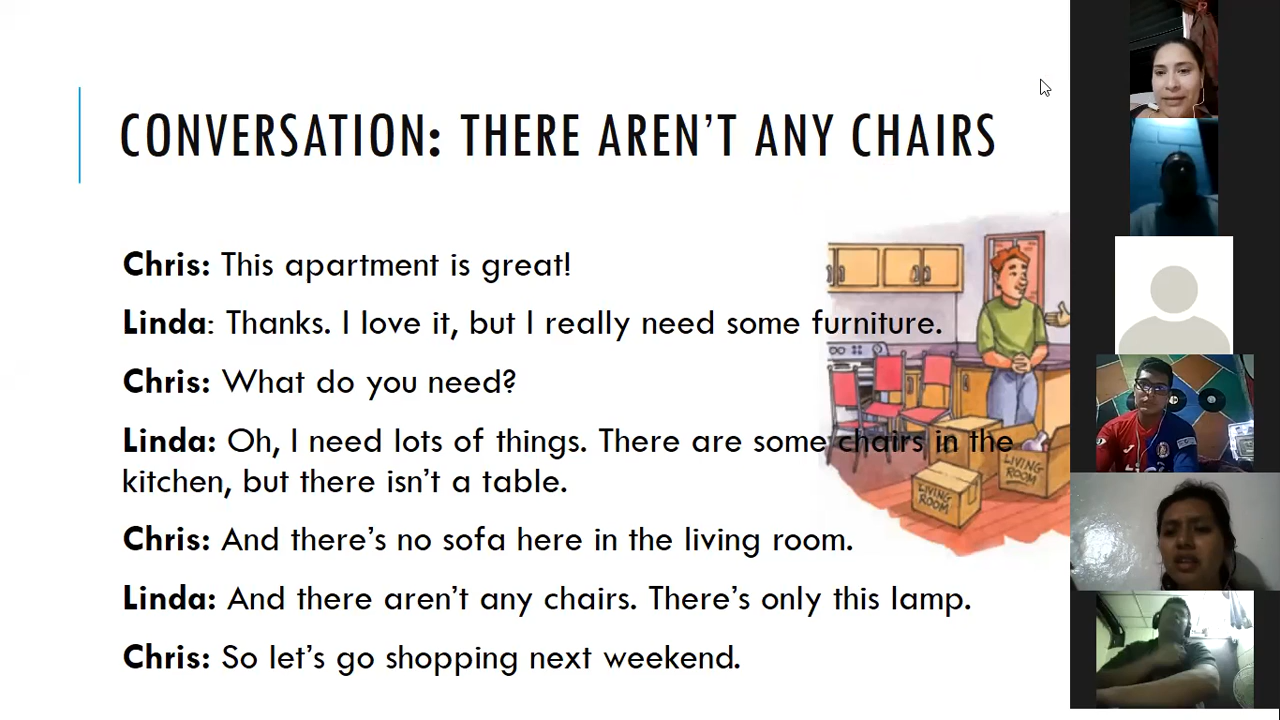 CONVERSATION: THERE AREN'T ANY CHAIRS
Chris: This apartment is great!
Linda: Thanks. I love it, but I really need some furniture.
Chris: What do you need?
Linda: Oh, I need lots of things. There are some chairs in the
kitchen, but there isn't a table.
Chris: And there's no sofa here in the living room.
Linda: And there aren't any chairs. There's only this lamp.
Chris: So let's go shopping next weekend.
LIVING
ROOM
LIVING
ROOM